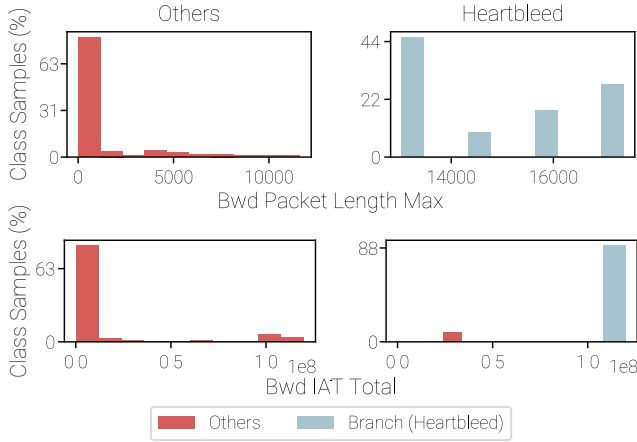 Others Heartbleed
Class Samples (%)
63
31
0
44
22
0
0 5000 10000
14000 16000
Bwd Packet Length Max
Class Samples (%)
63
0
88
0
0 0 0 5 1 0
1e8
0 0 0 5 1 0
1e8
Bwd IAT Total
Others Branch (Heartbleed)